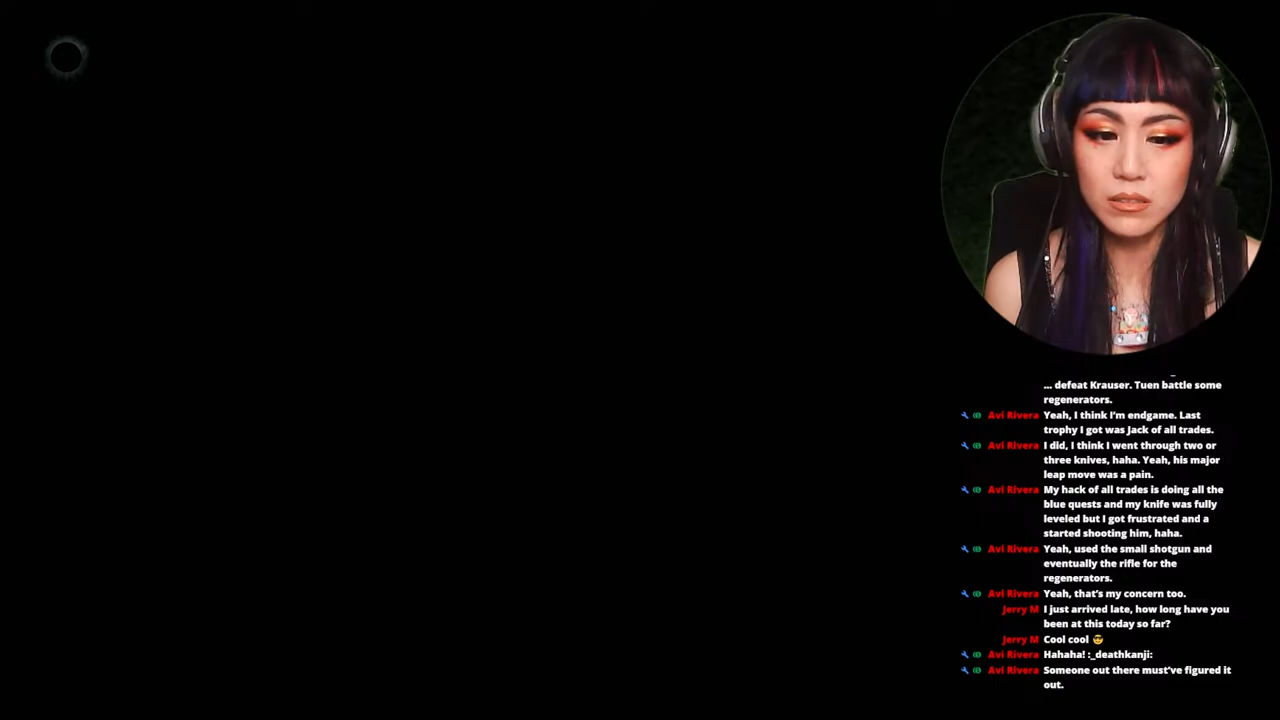 ... defeat Krauser. Tuen battle some
regenerators.
Avi Rivera Yeah, I think I'm endgame. Last
trophy I got was Jack of all trades.
Avi Rivera I did, I think I went through two or
three knives, haha. Yeah, his major
leap move was a pain.
Avi Rivera My hack of all trades is doing all the
blue quests and my knife was fully
leveled but I got frustrated and a
started shooting him, haha.
Avi Rivera Yeah, used the small shotgun and
eventually the rifle for the
regenerators.
Avi Rivera Yeah, that's my concern too.
Jerry M I just arrived late, how long have you
been at this today so far?
Jerry M Cool cool 😎
Avi Rivera Hahaha! :_deathkanji:
Avi Rivera Someone out there must've figured it
out.